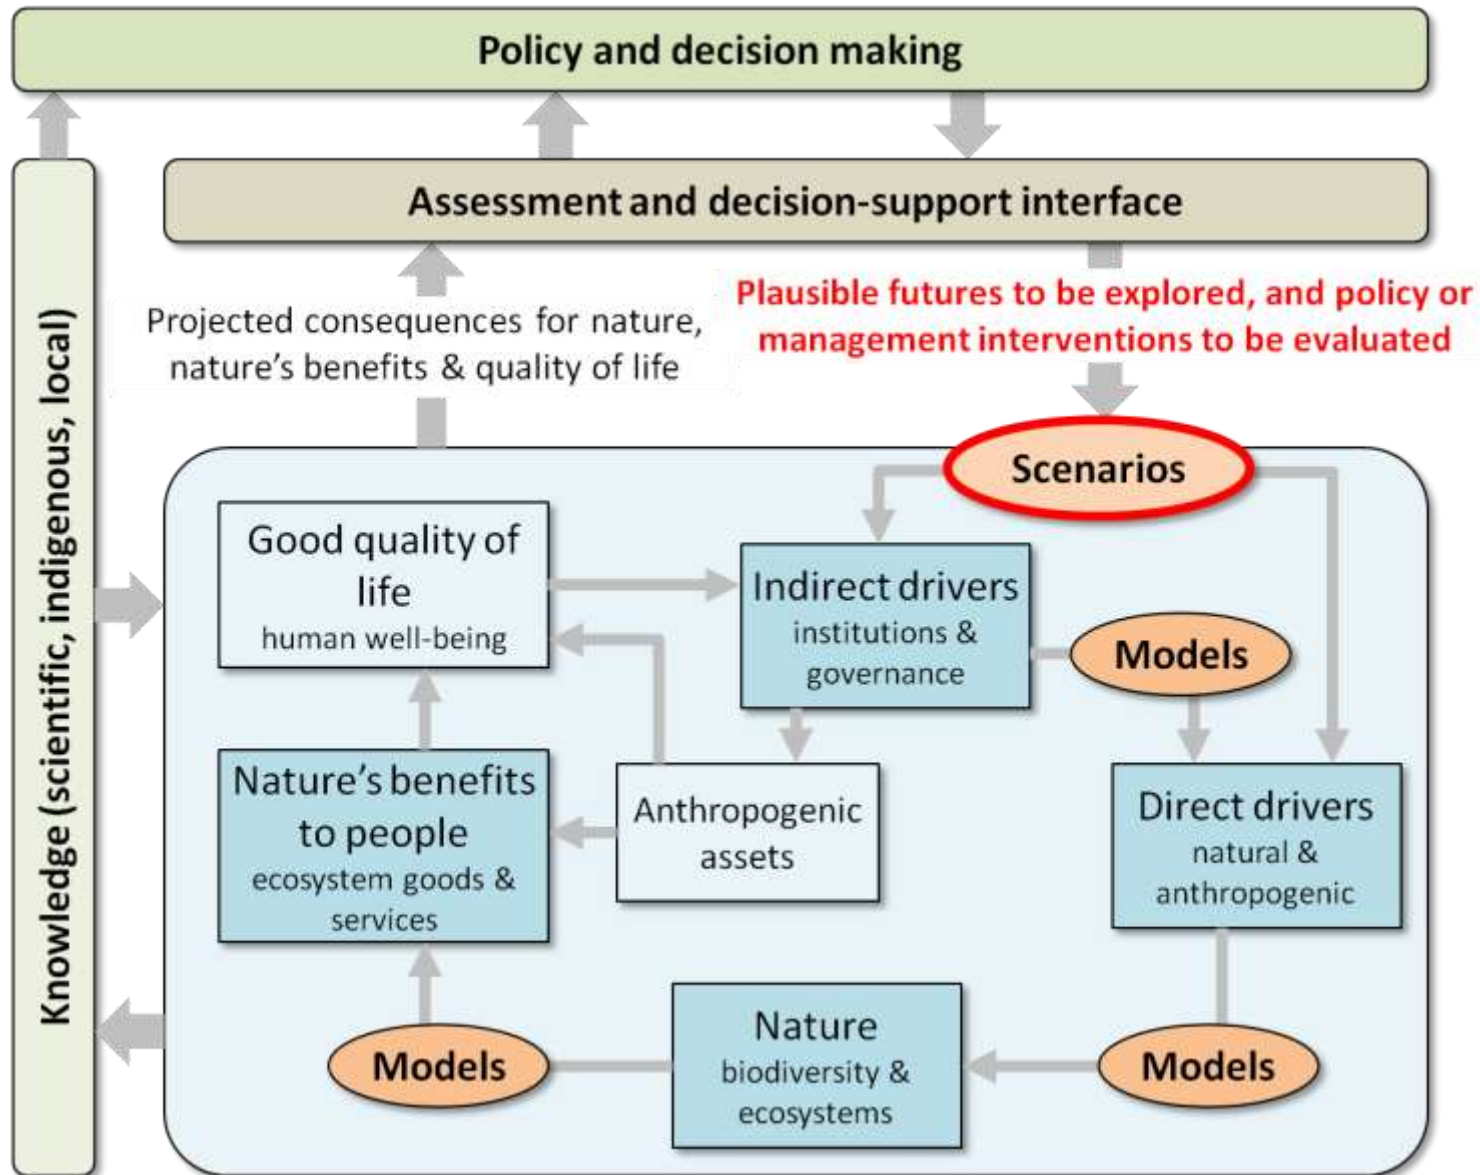 Policy and decision making
Assessment and decision-support interface
Knowledge (scientific, indigenous, local)
Projected consequences for nature,
nature's benefits & quality of life
Plausible futures to be explored, and policy or
management interventions to be evaluated
Scenarios
Good quality of
life
human well-being
Indirect drivers
institutions &
governance
Models
Nature's benefits
to people
ecosystem goods &
services
Anthropogenic
assets
Direct drivers
natural &
anthropogenic
Models
Nature
biodiversity &
ecosystems
Models